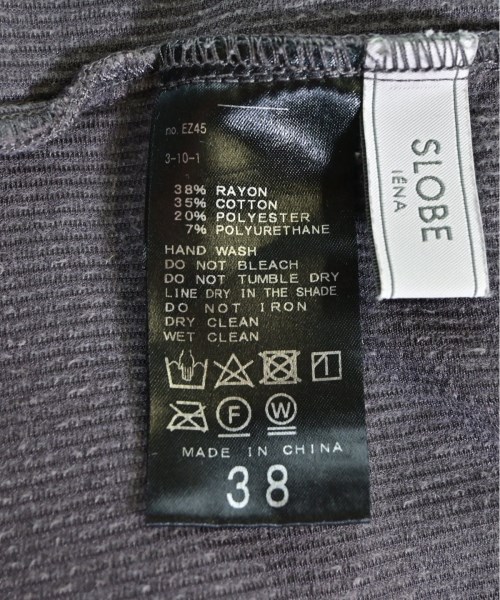 no. EZ45
3-10-1
38% RAYON
35% COTTON
20% POLYESTER
7% POLYURETHANE
HAND WASH
DO NOT BLEACH
DO NOT TUMBLE DRY
LINE DRY IN THE SHADE
DO NOT IRON
DRY CLEAN
WET CLEAN
F W
MADE IN CHINA
38
SLOBE
IÉNA